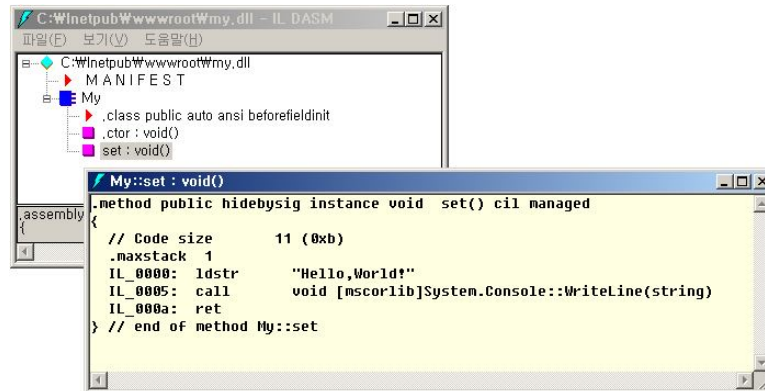 C:₩Inetpub₩wwwroot₩my.dll - IL DASM
파일(F) 보기(V) 도움말(H)
C:₩Inetpub₩wwwroot₩my.dll
M A N I F E S T
My
.class public auto ansi beforefieldinit
.ctor : void()
set : void()
.assembly
{
My::set : void()
.method public hidebysig instance void  set() cil managed
{
// Code size       11 (0xb)
.maxstack  1
IL_0000:  ldstr      "Hello,World!"
IL_0005:  call       void [mscorlib]System.Console::WriteLine(string)
IL_000a:  ret
} // end of method My::set